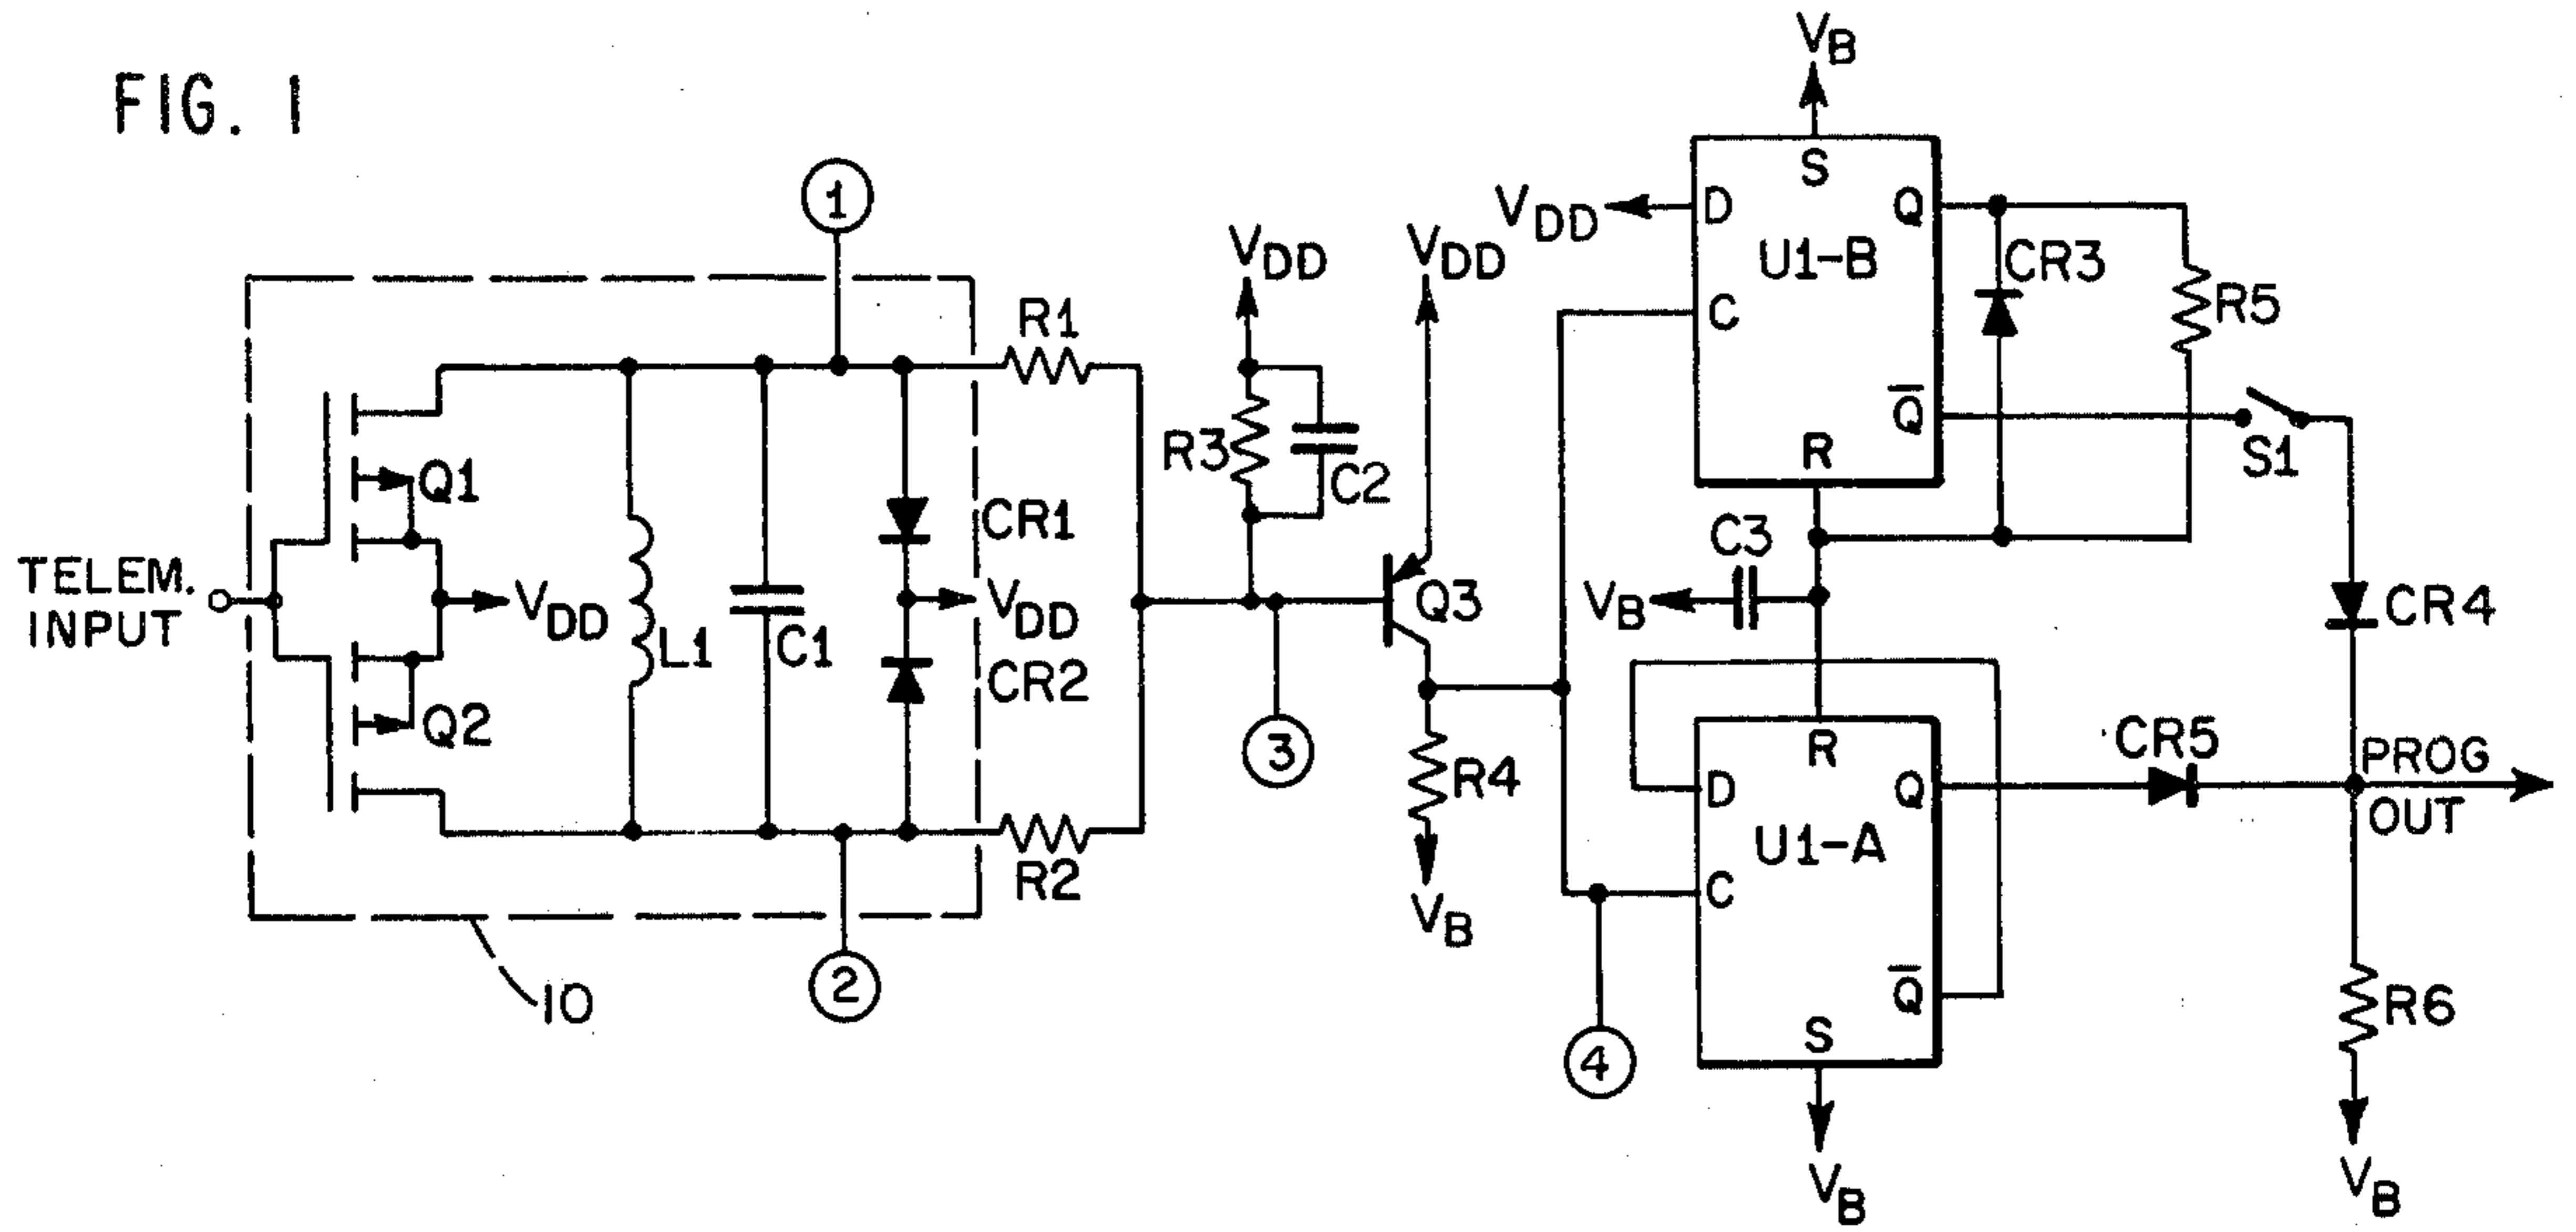 FIG. 1
TELEM.
INPUT
Q1
Q2
VDD
L1
C1
CR1
VDD
CR2
10
1
2
R1
R2
VDD
R3
C2
3
VDD
Q3
R4
VB
VB
S
VDD
D
Q
U1-B
C
Q̅
R
CR3
R5
S1
C3
VB
CR4
R
D
Q
U1-A
C
Q̅
S
VB
4
CR5
PROG
OUT
R6
VB